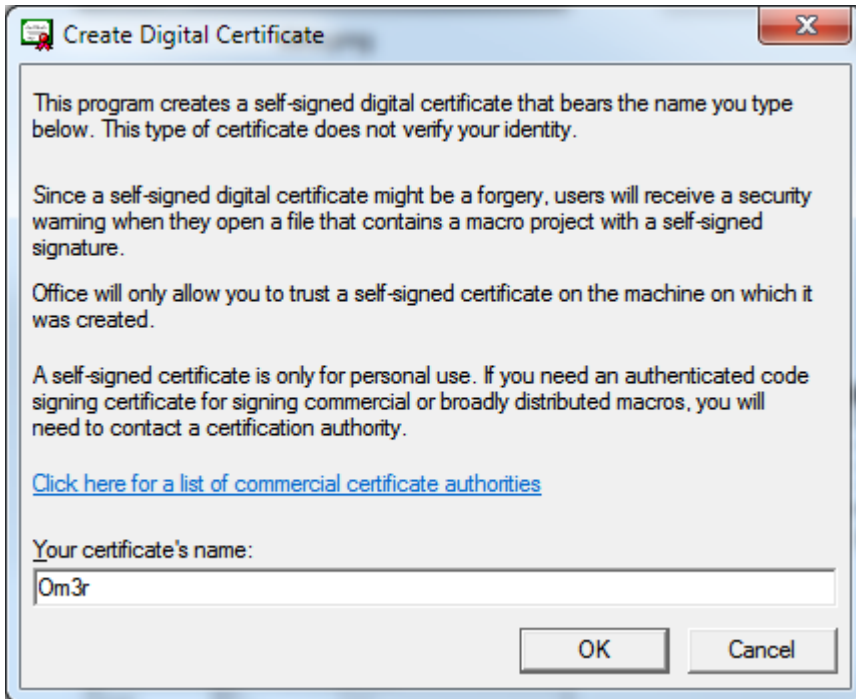 Create Digital Certificate
This program creates a self-signed digital certificate that bears the name you type
below. This type of certificate does not verify your identity.
Since a self-signed digital certificate might be a forgery, users will receive a security
warning when they open a file that contains a macro project with a self-signed
signature.
Office will only allow you to trust a self-signed certificate on the machine on which it
was created.
A self-signed certificate is only for personal use. If you need an authenticated code
signing certificate for signing commercial or broadly distributed macros, you will
need to contact a certification authority.
Click here for a list of commercial certificate authorities
Your certificate's name:
Om3r
OK Cancel